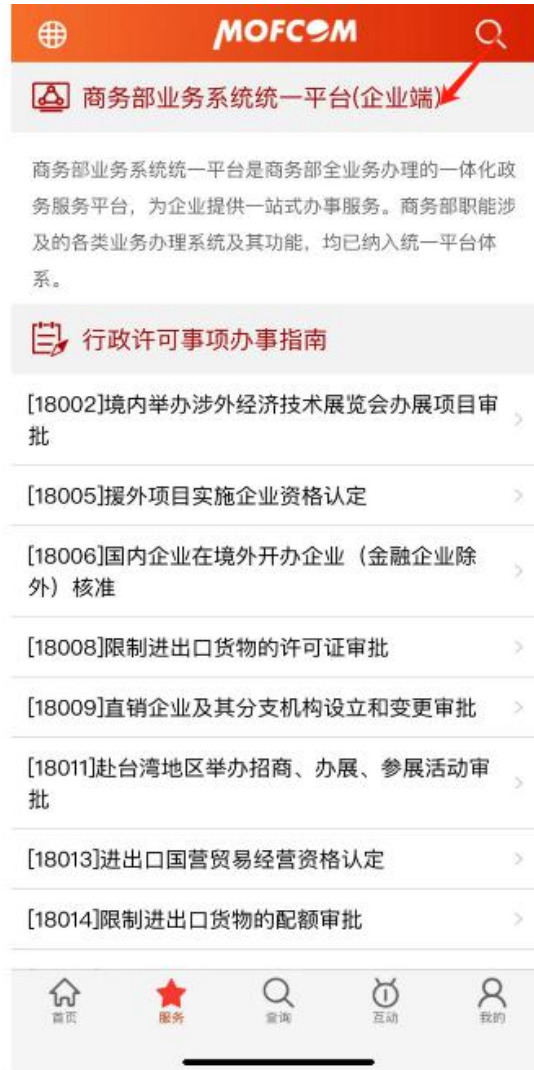 MOFCOM
商务部业务系统统一平台(企业端)
商务部业务系统统一平台是商务部全业务办理的一体化政
务服务平台，为企业提供一站式办事服务。商务部职能涉
及的各类业务办理系统及其功能，均已纳入统一平台体
系。
行政许可事项办事指南
[18002]境内举办涉外经济技术展览会办展项目审
批
[18005]援外项目实施企业资格认定
[18006]国内企业在境外开办企业（金融企业除
外）核准
[18008]限制进出口货物的许可证审批
[18009]直销企业及其分支机构设立和变更审批
[18011]赴台湾地区举办招商、办展、参展活动审
批
[18013]进出口国营贸易经营资格认定
[18014]限制进出口货物的配额审批
首页 服务 查询 互动 我的